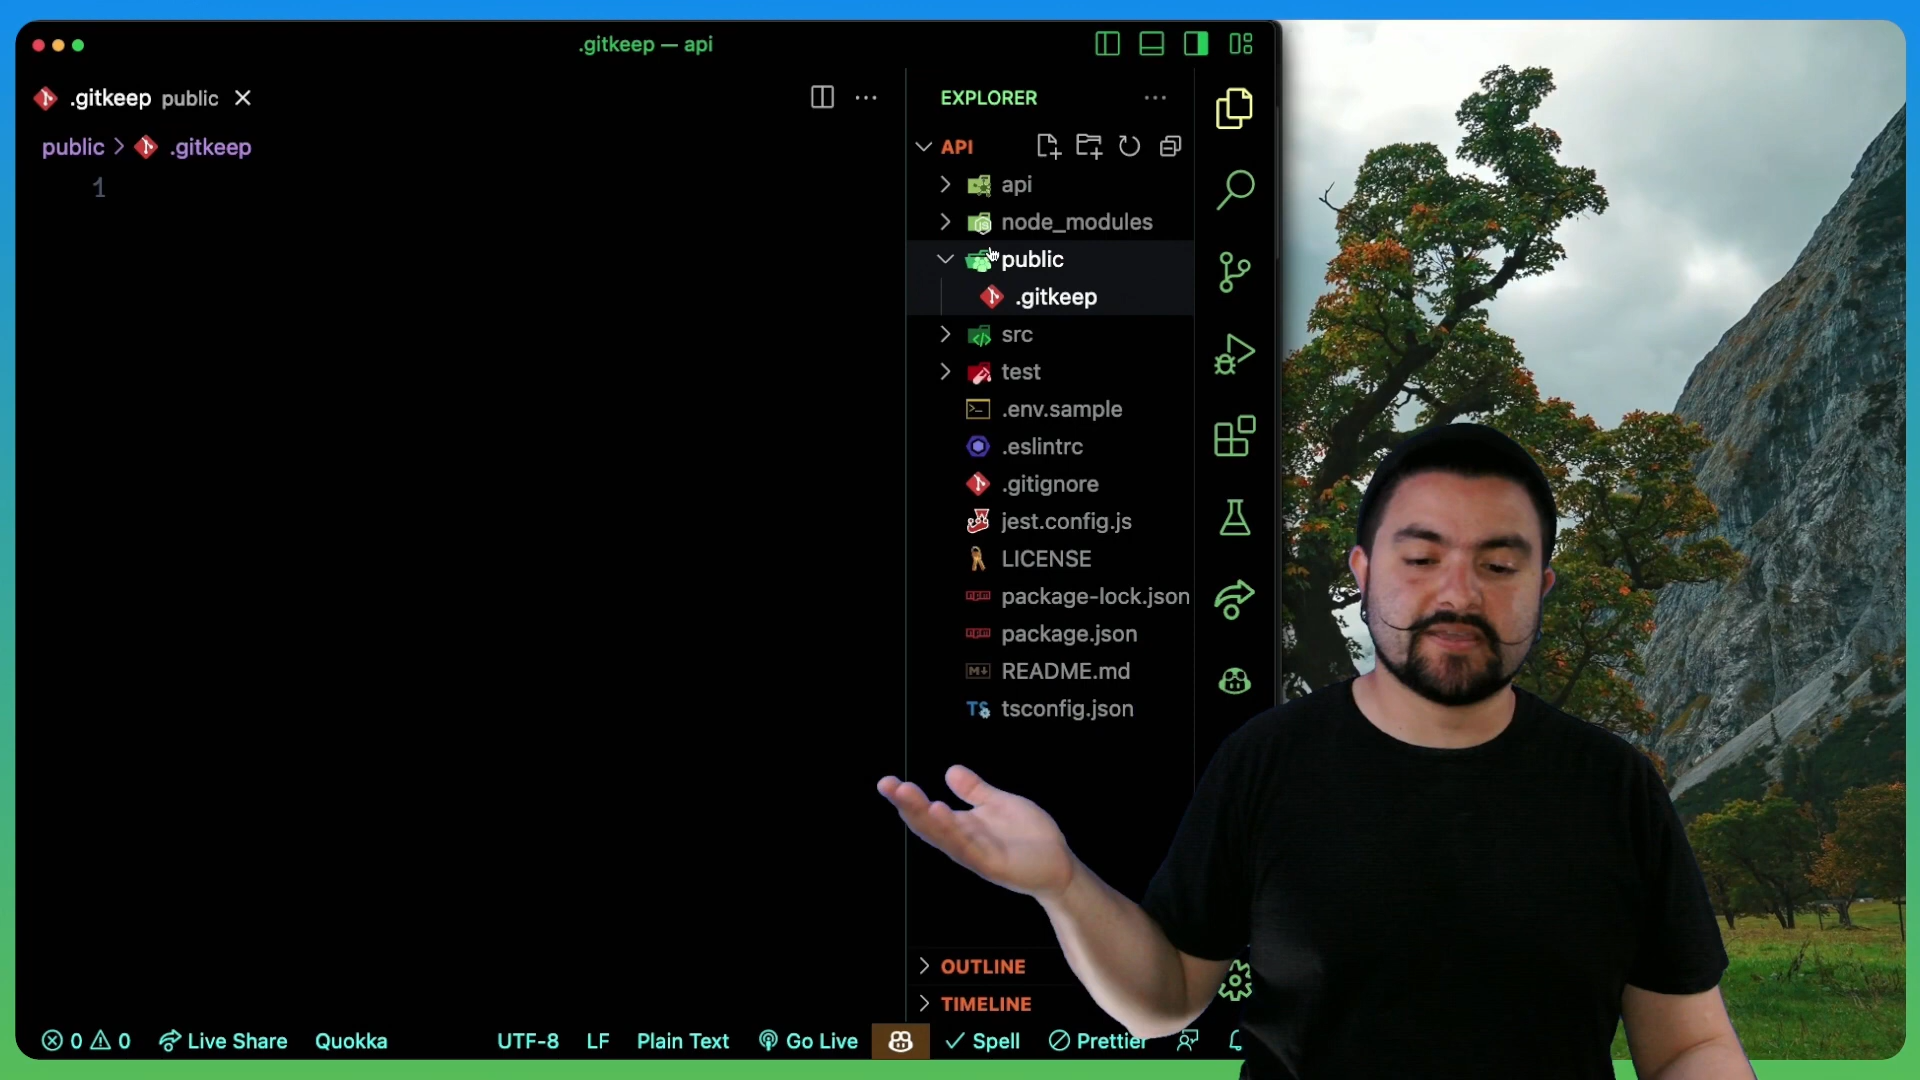 .gitkeep — api
.gitkeep public
public > .gitkeep
1
EXPLORER
API
api
node_modules
public
.gitkeep
src
test
.env.sample
.eslintrc
.gitignore
jest.config.js
LICENSE
package-lock.json
package.json
README.md
tsconfig.json
OUTLINE
TIMELINE
0 0 Live Share Quokka UTF-8 LF Plain Text Go Live Spell Prettier